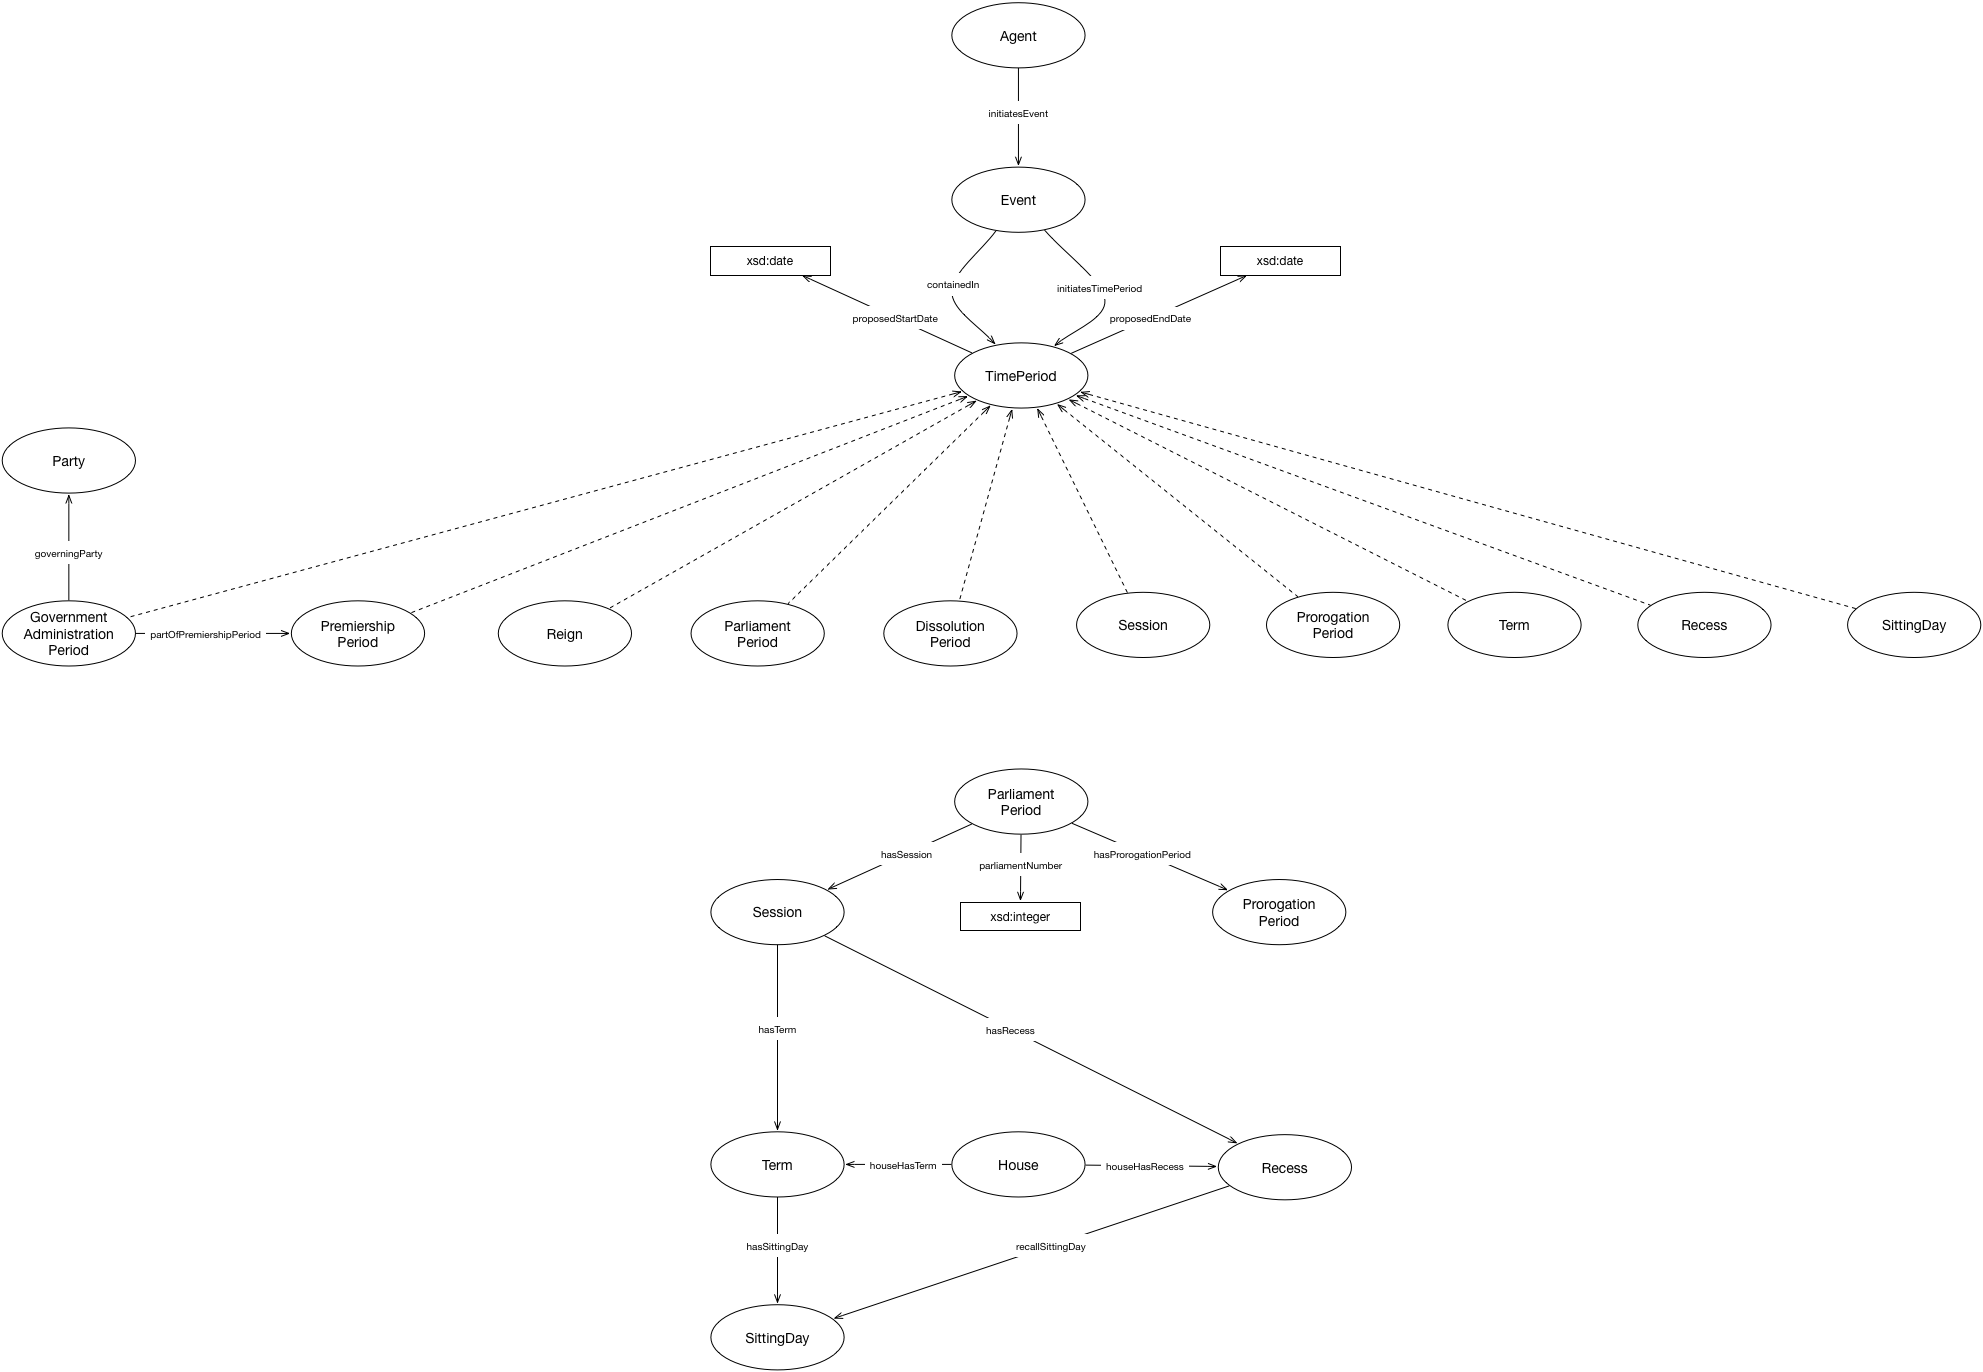 Agent
initiatesEvent
Event
xsd:date
xsd:date
containedIn
initiatesTimePeriod
proposedStartDate
proposedEndDate
TimePeriod
Party
governingParty
Government
Administration
Period
partOfPremiershipPeriod
Premiership
Period
Reign
Parliament
Period
Dissolution
Period
Session
Prorogation
Period
Term
Recess
SittingDay
Parliament
Period
hasSession
parliamentNumber
hasProrogationPeriod
Session
xsd:integer
Prorogation
Period
hasTerm
hasRecess
Term
houseHasTerm
House
houseHasRecess
Recess
hasSittingDay
recallSittingDay
SittingDay